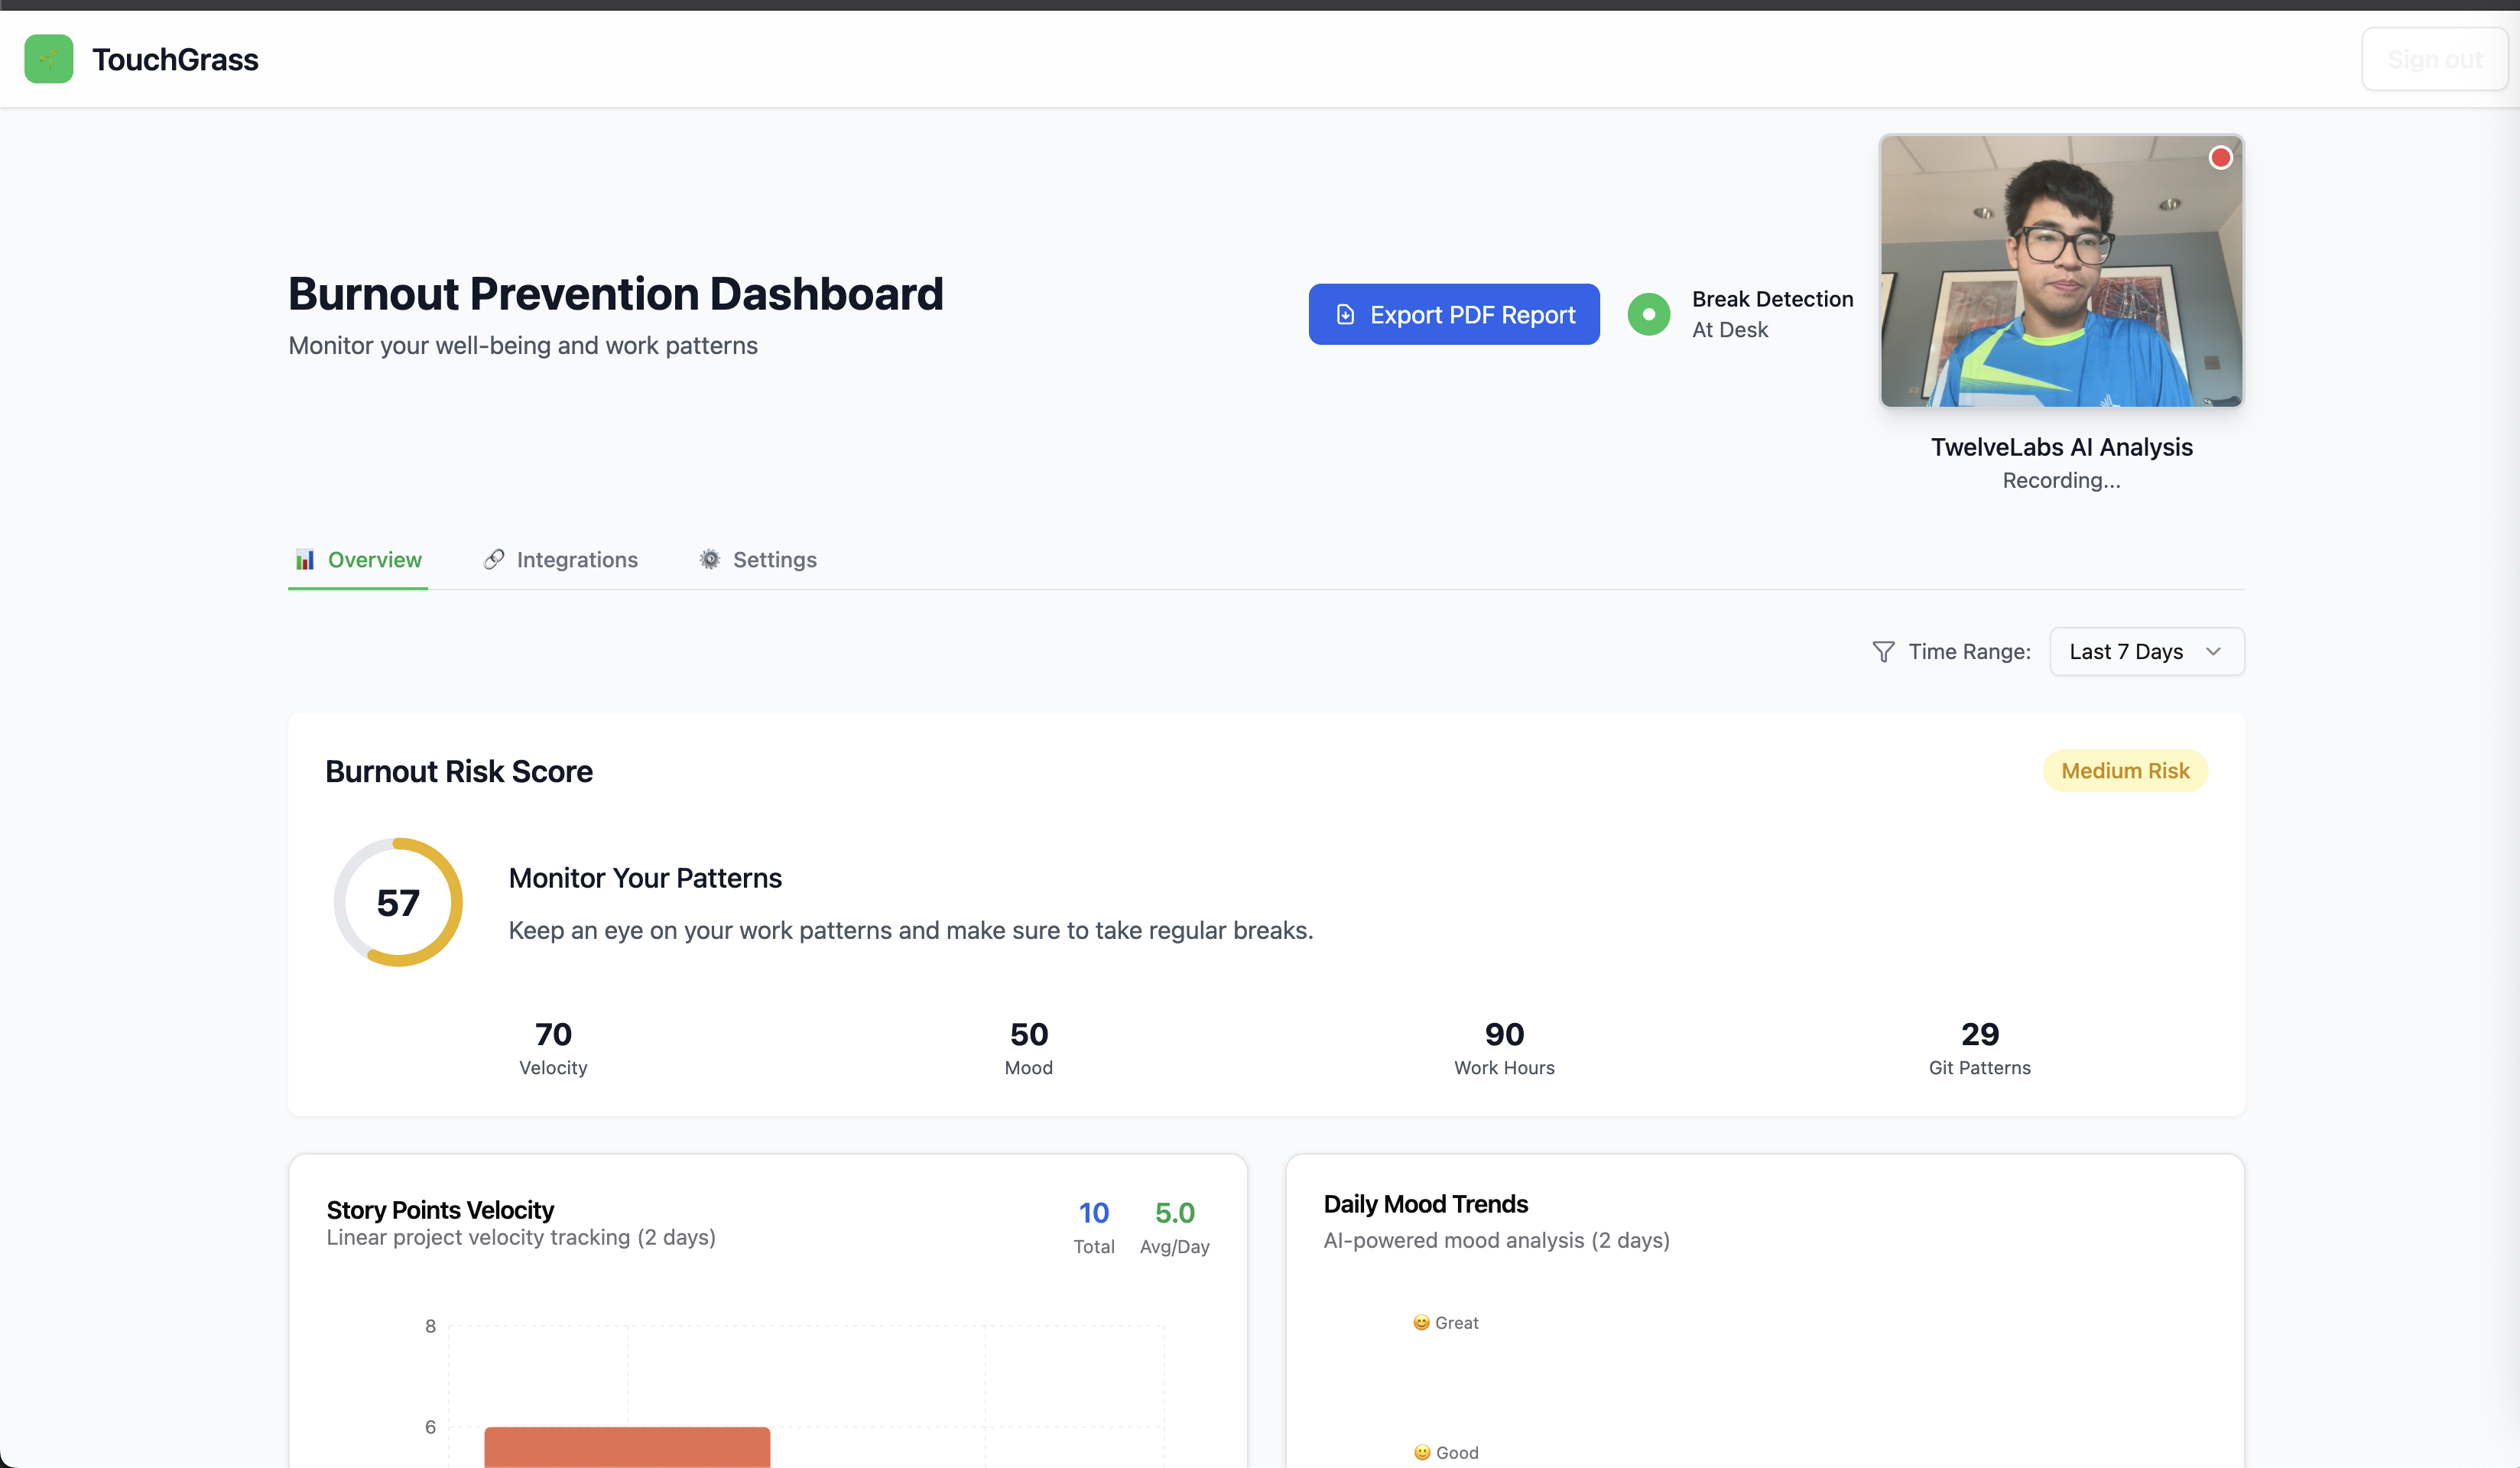 TouchGrass
Sign out
Burnout Prevention Dashboard
Monitor your well-being and work patterns
Export PDF Report
Break Detection
At Desk
TwelveLabs AI Analysis
Recording...
Overview
Integrations
Settings
Time Range:
Last 7 Days
Burnout Risk Score
Medium Risk
57
Monitor Your Patterns
Keep an eye on your work patterns and make sure to take regular breaks.
70
Velocity
50
Mood
90
Work Hours
29
Git Patterns
Story Points Velocity
Linear project velocity tracking (2 days)
10
Total
5.0
Avg/Day
8
6
Daily Mood Trends
AI-powered mood analysis (2 days)
😊 Great
🙂 Good